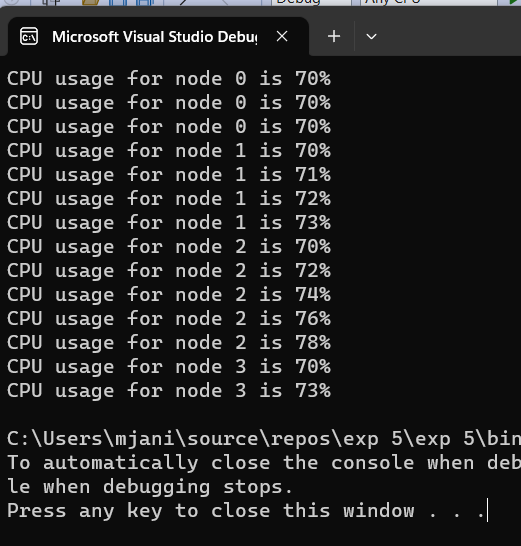 Debug
Any CPU
Microsoft Visual Studio Debug
CPU usage for node 0 is 70%
CPU usage for node 0 is 70%
CPU usage for node 0 is 70%
CPU usage for node 1 is 70%
CPU usage for node 1 is 71%
CPU usage for node 1 is 72%
CPU usage for node 1 is 73%
CPU usage for node 2 is 70%
CPU usage for node 2 is 72%
CPU usage for node 2 is 74%
CPU usage for node 2 is 76%
CPU usage for node 2 is 78%
CPU usage for node 3 is 70%
CPU usage for node 3 is 73%
C:\Users\mjani\source\repos\exp 5\exp 5\bin
To automatically close the console when deb
le when debugging stops.
Press any key to close this window . . .